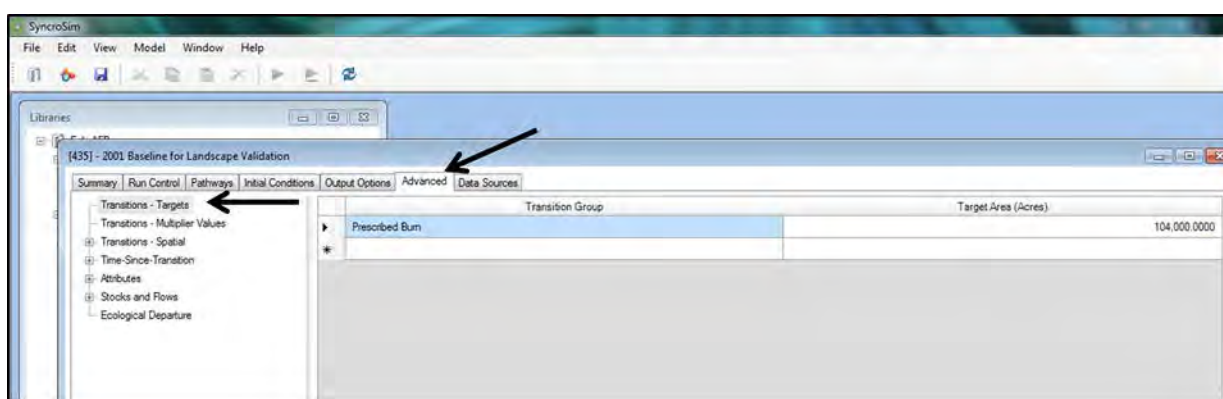 SyncroSim
File Edit View Model Window Help
Libraries
[435] - 2001 Baseline for Landscape Validation
Summary Run Control Pathways Initial Conditions Output Options Advanced Data Sources
Transitions - Targets
Transitions - Multiplier Values
Transitions - Spatial
Time-Since-Transition
Attributes
Stocks and Flows
Ecological Departure
Transition Group Target Area (Acres)
Prescribed Burn 104,000.0000